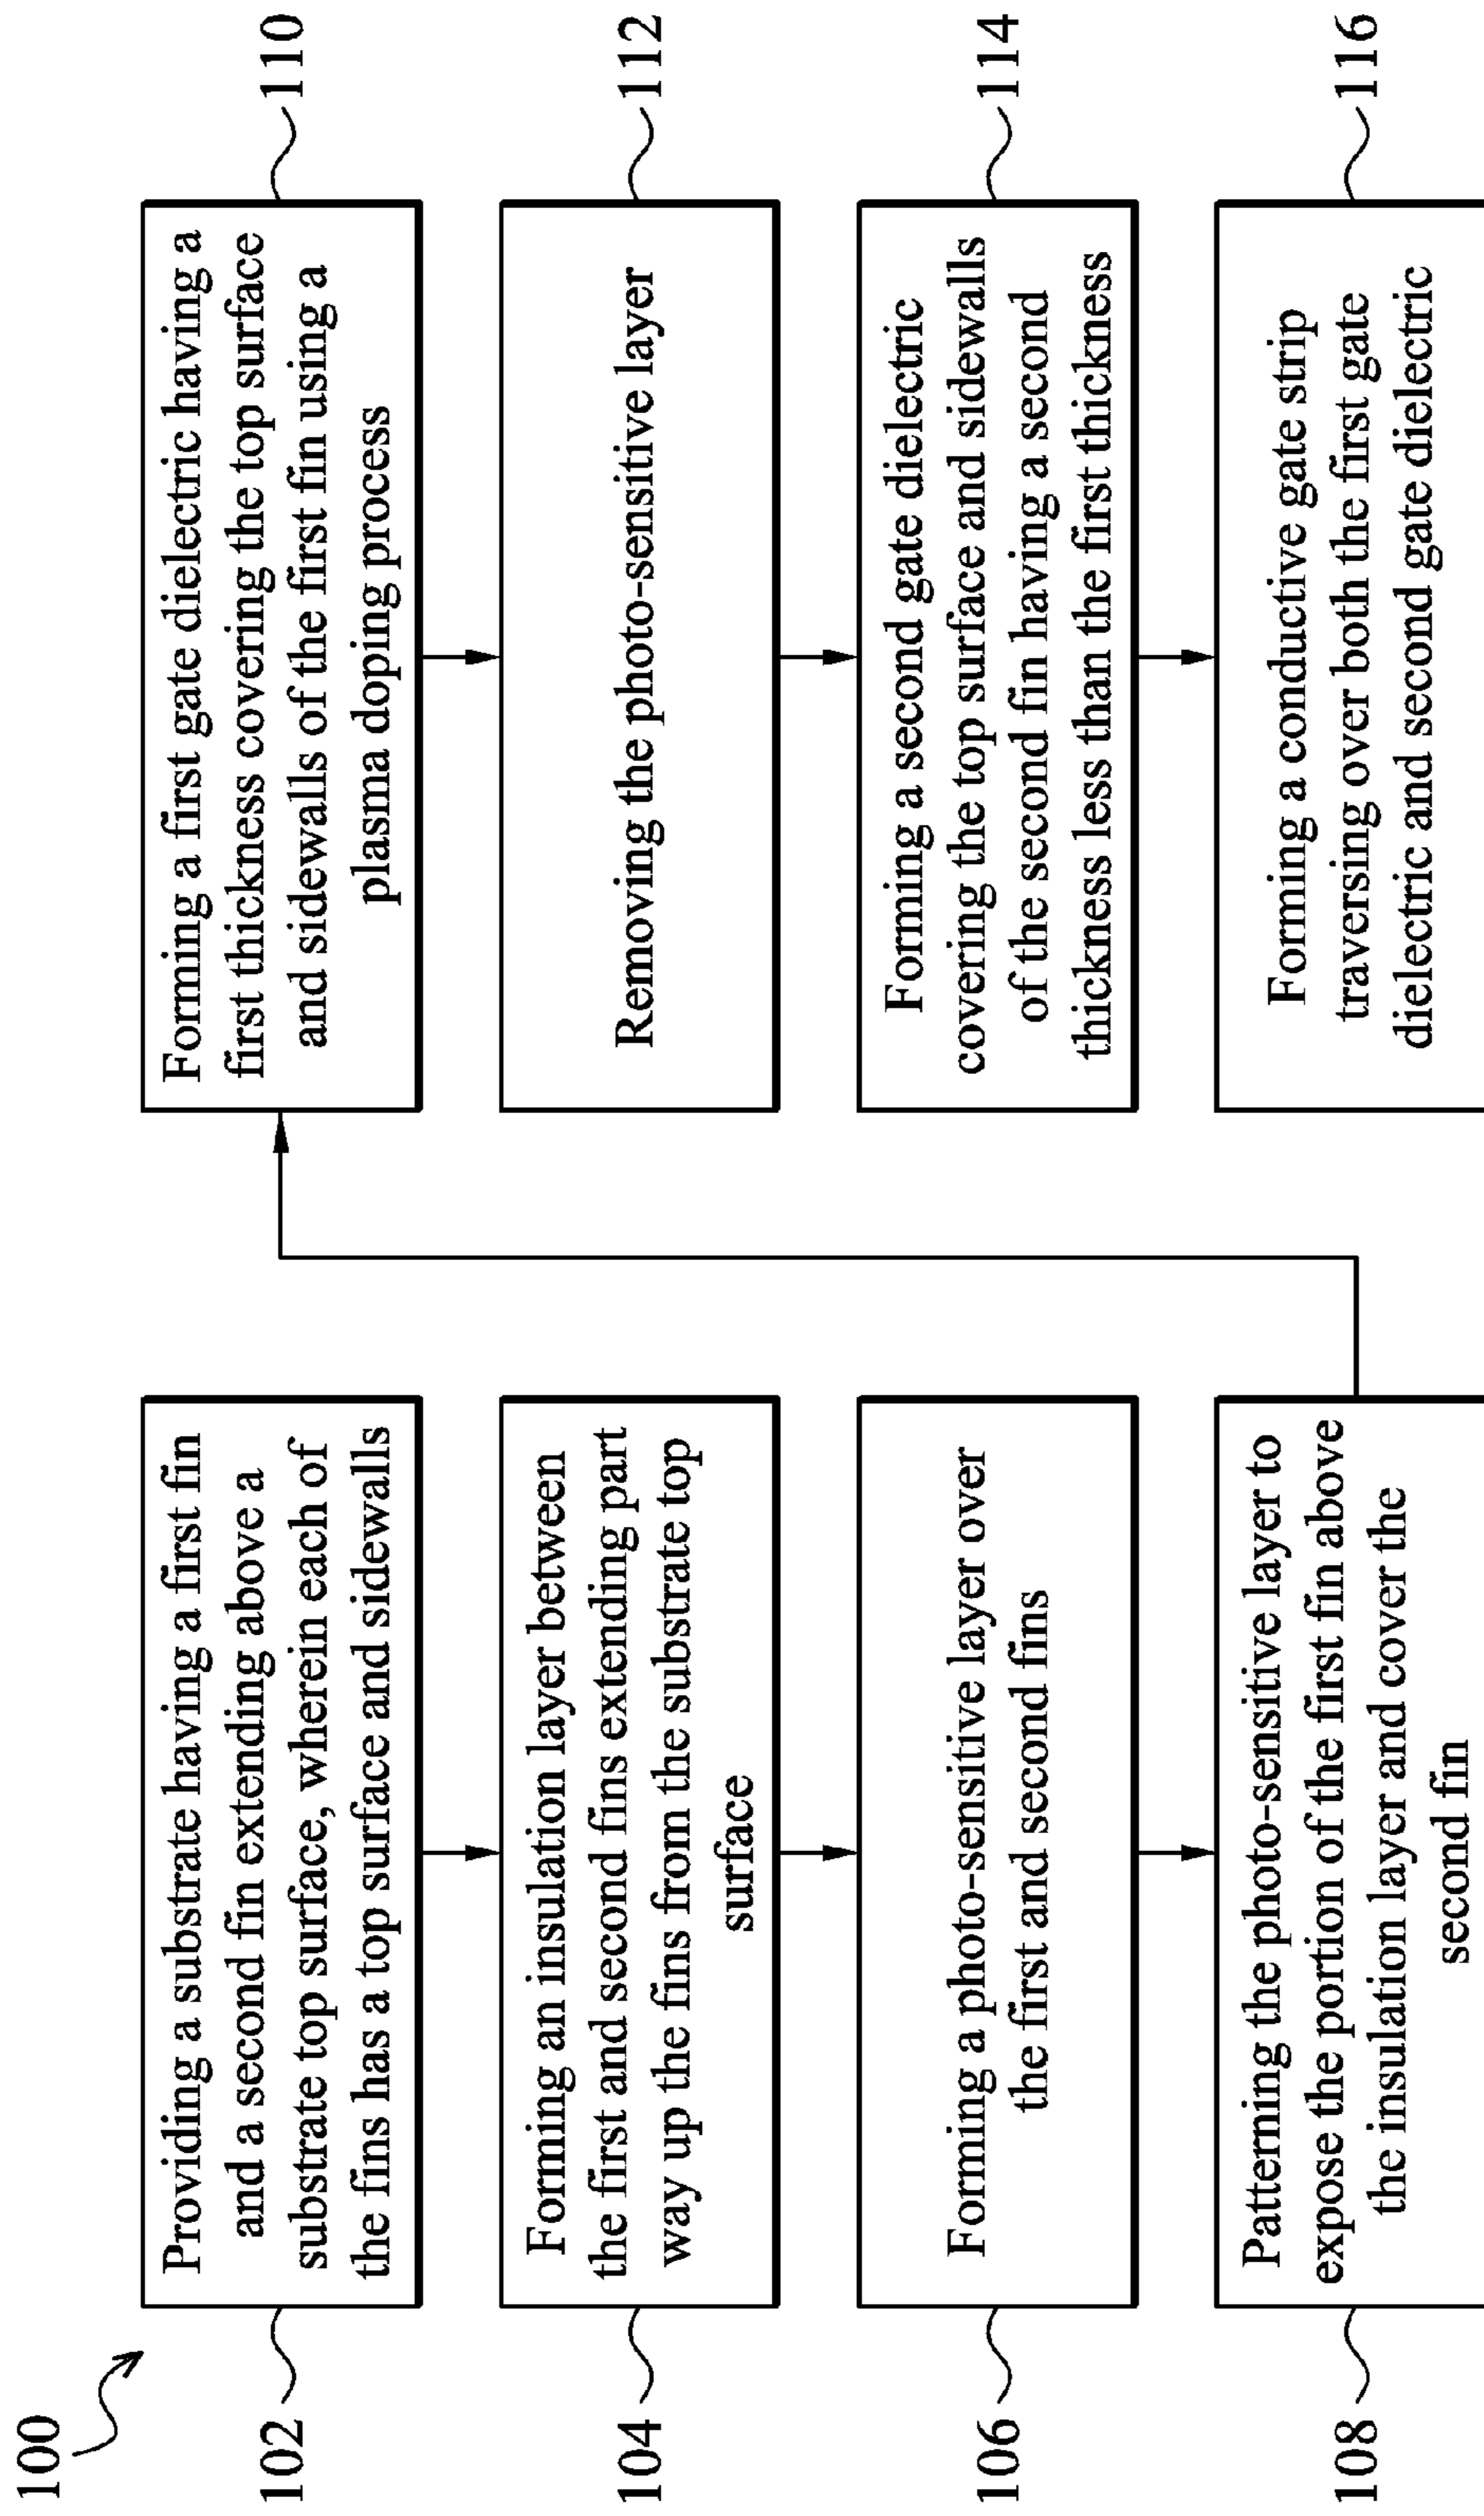 100
102
Providing a substrate having a first fin
and a second fin extending above a
substrate top surface, wherein each of
the fins has a top surface and sidewalls
104
Forming an insulation layer between
the first and second fins extending part
way up the fins from the substrate top
surface
106
Forming a photo-sensitive layer over
the first and second fins
108
Patterning the photo-sensitive layer to
expose the portion of the first fin above
the insulation layer and cover the
second fin
110
Forming a first gate dielectric having a
first thickness covering the top surface
and sidewalls of the first fin using a
plasma doping process
112
Removing the photo-sensitive layer
114
Forming a second gate dielectric
covering the top surface and sidewalls
of the second fin having a second
thickness less than the first thickness
116
Forming a conductive gate strip
traversing over both the first gate
dielectric and second gate dielectric